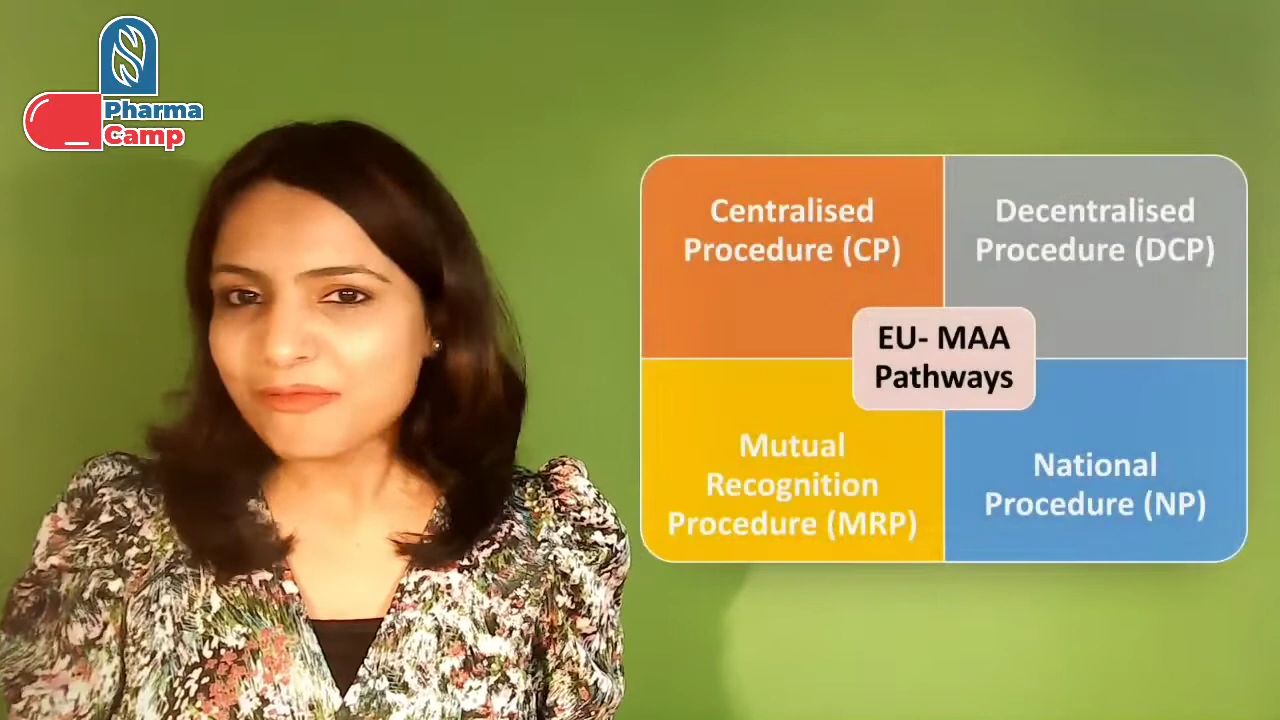 Pharma
Camp
Centralised
Procedure (CP)
Decentralised
Procedure (DCP)
EU- MAA
Pathways
Mutual
Recognition
Procedure (MRP)
National
Procedure (NP)